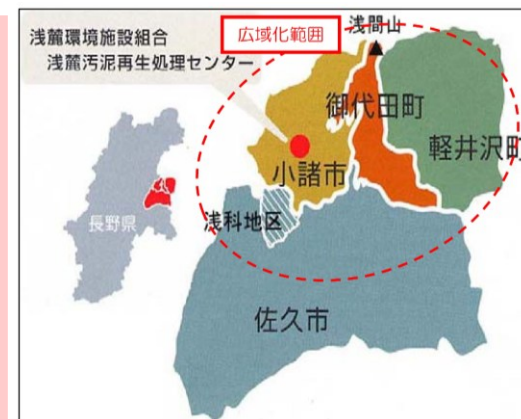 浅麓環境施設組合
浅麓汚泥再生処理センター
広域化範囲
浅間山
御代田町
軽井沢町
小諸市
長野県
浅科地区
佐久市